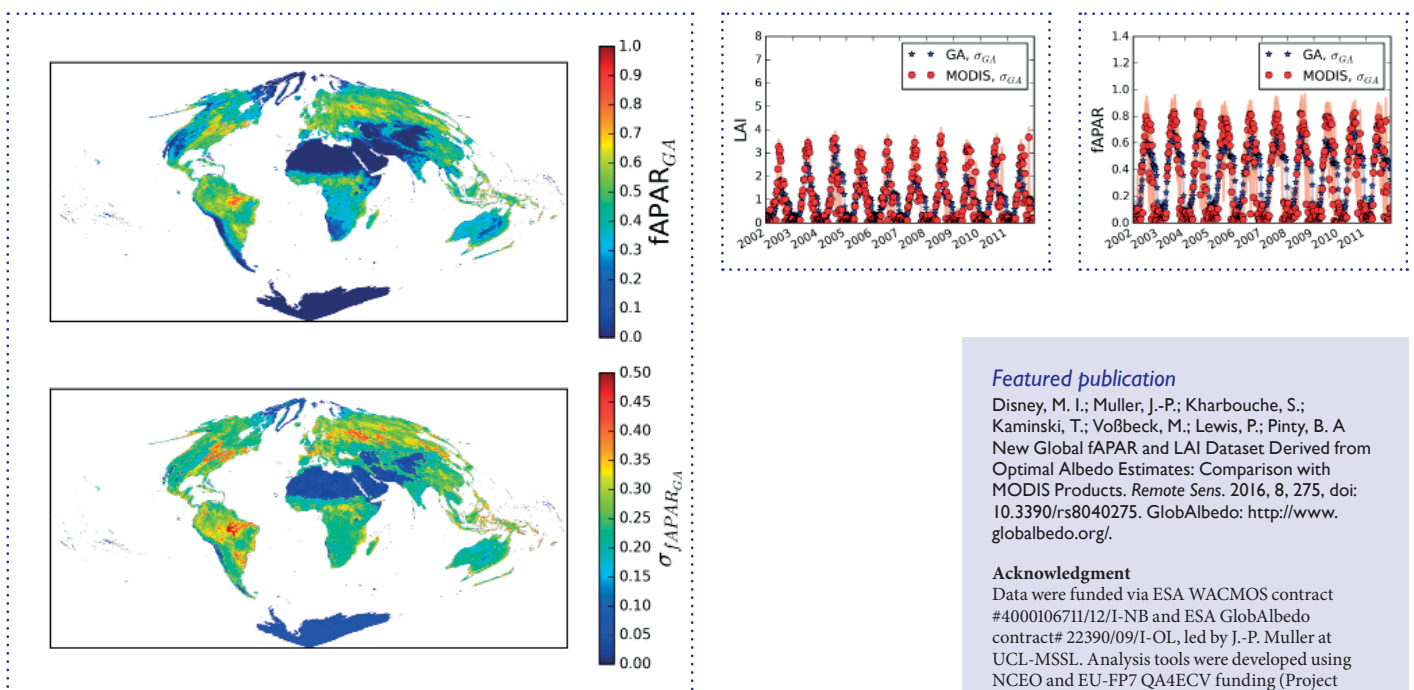 1.0
0.9
0.8
0.7
0.6
0.5
0.4
0.3
0.2
0.1
0.0
fAPAR_GA
0.50
0.45
0.40
0.35
0.30
0.25
0.20
0.15
0.10
0.05
0.00
σ_fAPAR_GA
8
7
6
5
4
3
2
1
0
LAI
GA, σ_GA
MODIS, σ_GA
2002 2003 2004 2005 2006 2007 2008 2009 2010 2011
1.4
1.2
1.0
0.8
0.6
0.4
0.2
0.0
fAPAR
GA, σ_GA
MODIS, σ_GA
2002 2003 2004 2005 2006 2007 2008 2009 2010 2011
Featured publication
Disney, M. I.; Muller, J.-P.; Kharbouche, S.;
Kaminski, T.; Voßbeck, M.; Lewis, P.; Pinty, B. A
New Global fAPAR and LAI Dataset Derived from
Optimal Albedo Estimates: Comparison with
MODIS Products. Remote Sens. 2016, 8, 275, doi:
10.3390/rs8040275. GlobAlbedo: http://www.
globalbedo.org/.
Acknowledgment
Data were funded via ESA WACMOS contract
#4000106711/12/I-NB and ESA GlobAlbedo
contract# 22390/09/I-OL, led by J.-P. Muller at
UCL-MSSL. Analysis tools were developed using
NCEO and EU-FP7 QA4ECV funding (Project